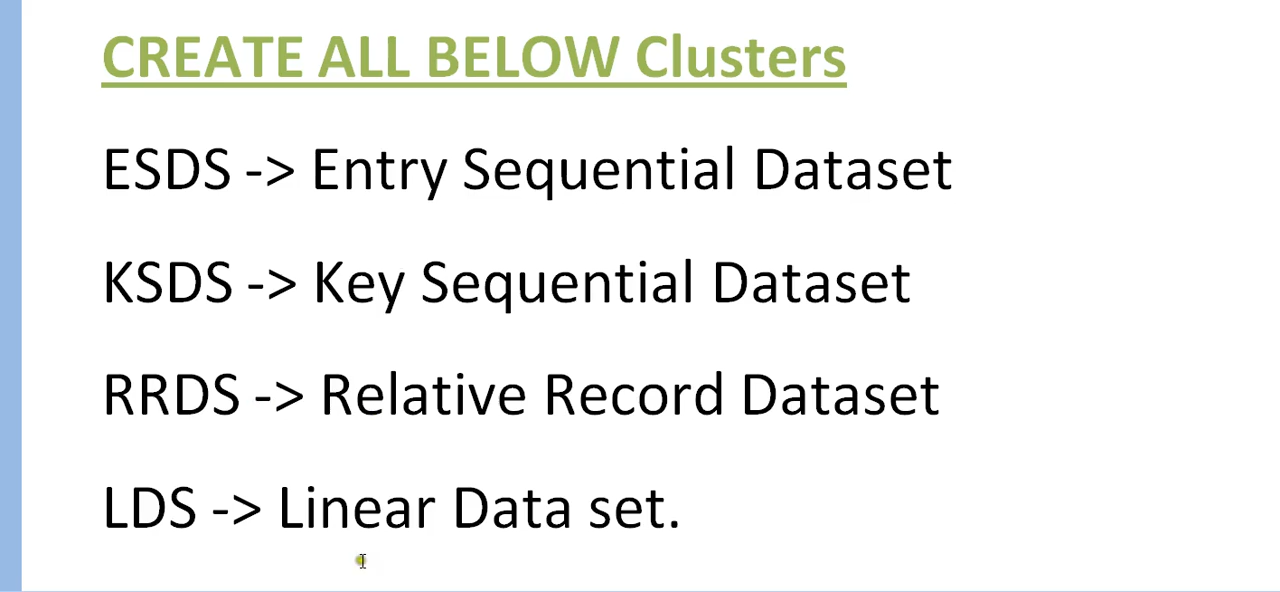 CREATE ALL BELOW Clusters
ESDS -> Entry Sequential Dataset
KSDS -> Key Sequential Dataset
RRDS -> Relative Record Dataset
LDS -> Linear Data set.